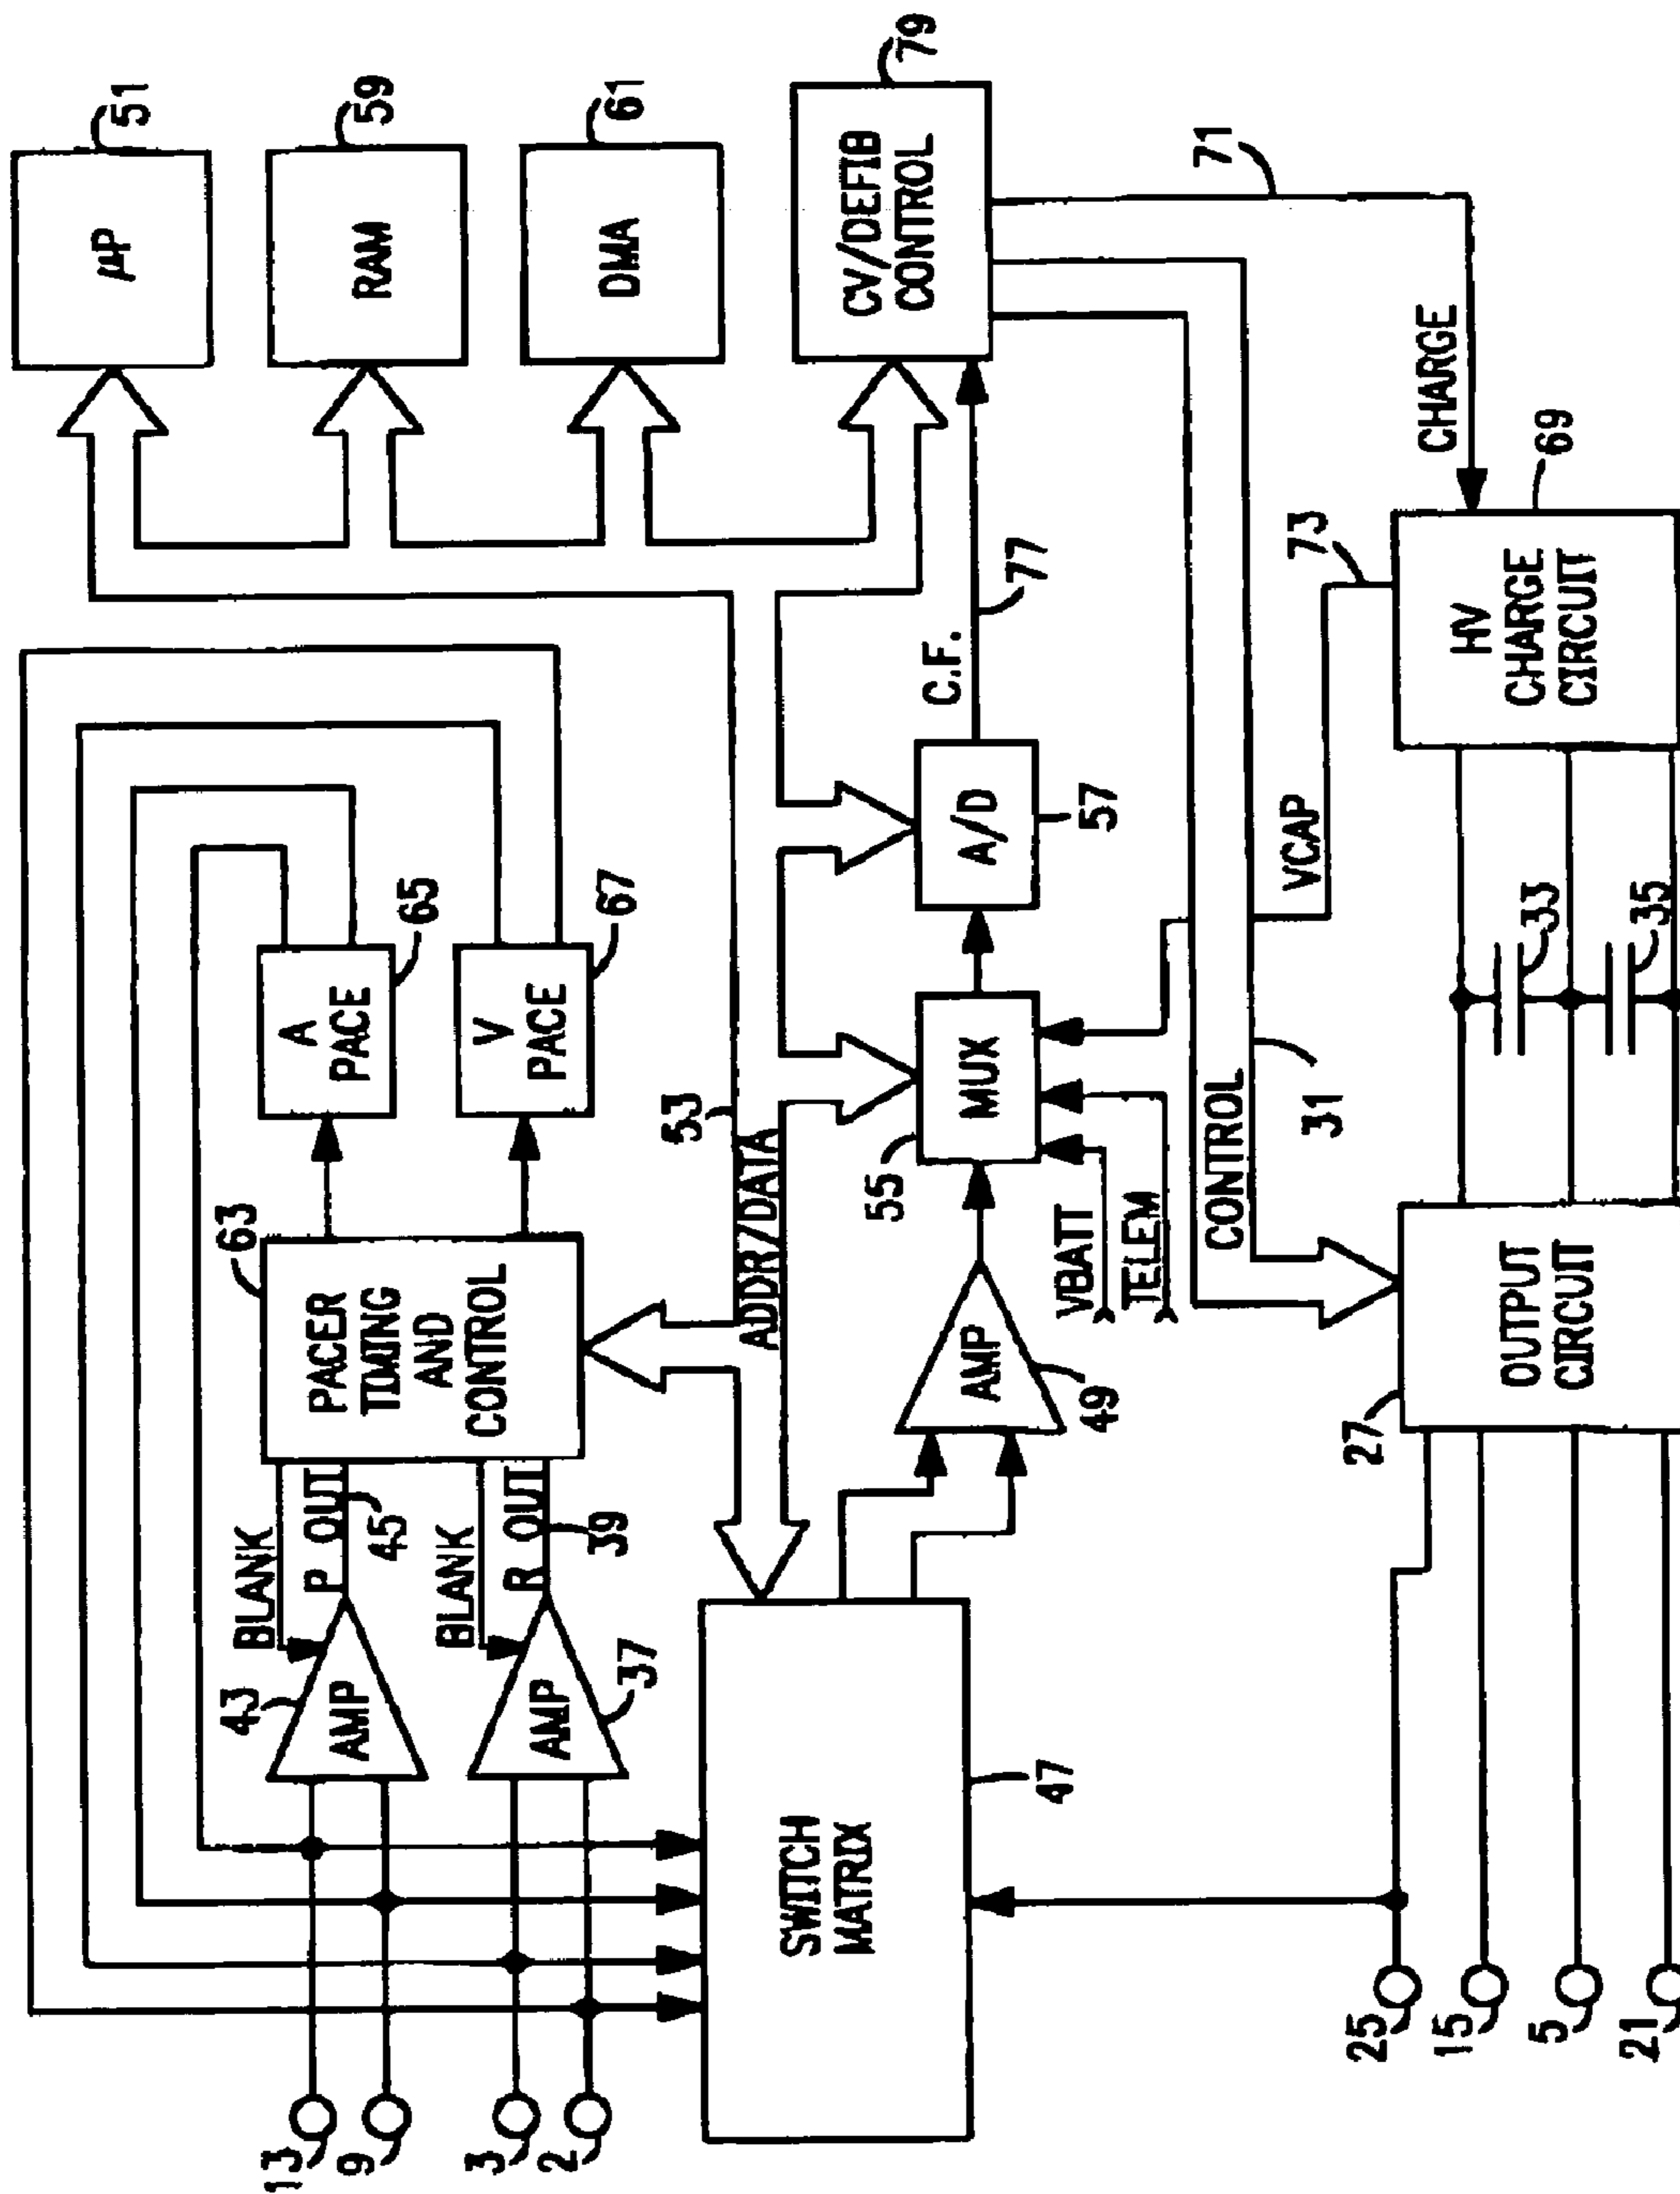 13
9
3
2
43
AMP
BLANK
P OUT
45
37
AMP
BLANK
R OUT
39
63
PACER
TIMING
AND
CONTROL
A
PACE
65
V
PACE
67
μP
51
RAM
59
DMA
61
CV/DEFIB
CONTROL
79
53
ADDR/DATA
SWITCH
MATRIX
47
AMP
49
55
MUX
A/D
57
C.F.
77
VBATT
TELEM
CONTROL
31
VCAP
73
71
CHARGE
HV
CHARGE
CIRCUIT
69
33
35
27
OUTPUT
CIRCUIT
25
15
5
21